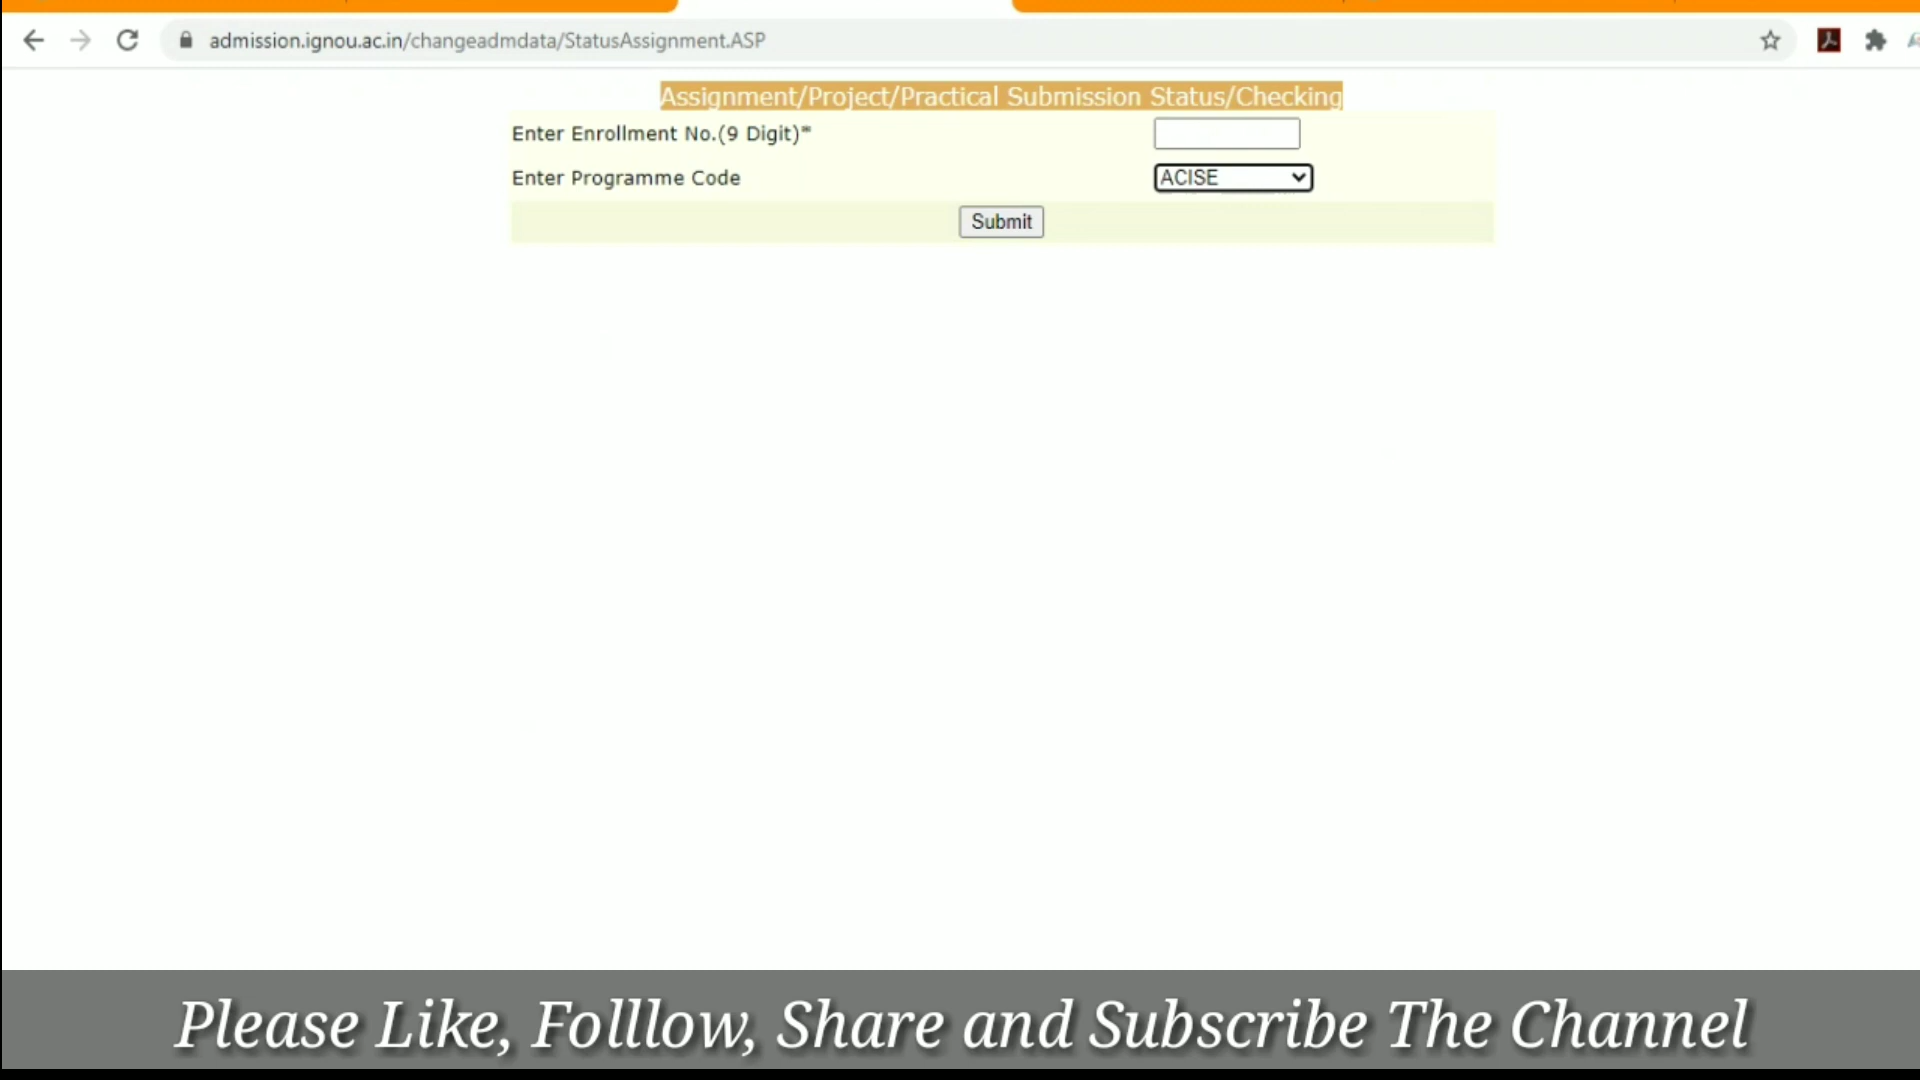 admission.ignou.ac.in/changeadmdata/StatusAssignment.ASP
Assignment/Project/Practical Submission Status/Checking
Enter Enrollment No.(9 Digit)*
Enter Programme Code
ACISE
Submit
Please Like, Folllow, Share and Subscribe The Channel